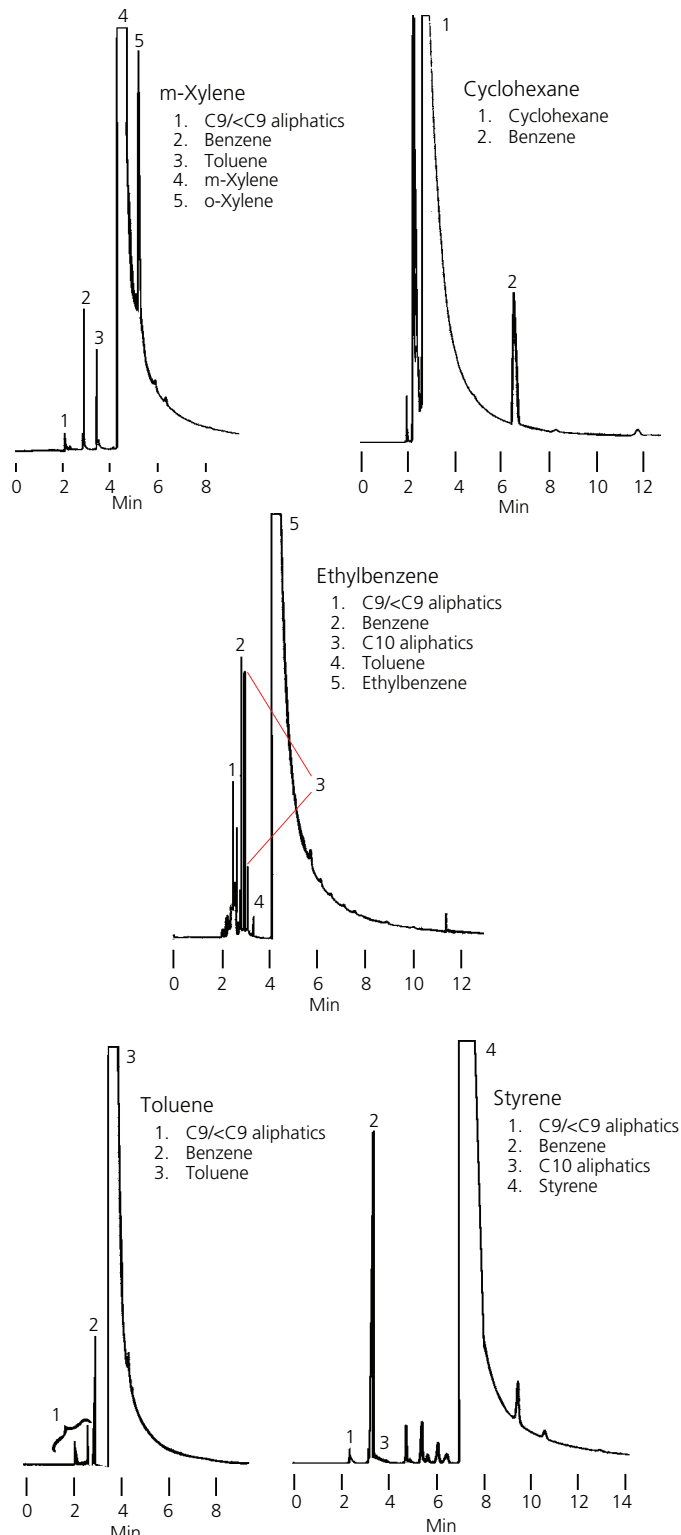 4
5
m-Xylene
1. C9/<C9 aliphatics
2. Benzene
3. Toluene
4. m-Xylene
5. o-Xylene
2
3
1
0 2 4 6 8
Min
1
Cyclohexane
1. Cyclohexane
2. Benzene
2
0 2 4 6 8 10 12
Min
5
Ethylbenzene
1. C9/<C9 aliphatics
2. Benzene
3. C10 aliphatics
4. Toluene
5. Ethylbenzene
2
1
3
4
0 2 4 6 8 10 12
Min
3
Toluene
1. C9/<C9 aliphatics
2. Benzene
3. Toluene
2
1
0 2 4 6 8
Min
4
Styrene
1. C9/<C9 aliphatics
2. Benzene
3. C10 aliphatics
4. Styrene
2
1
3
0 2 4 6 8 10 12 14
Min